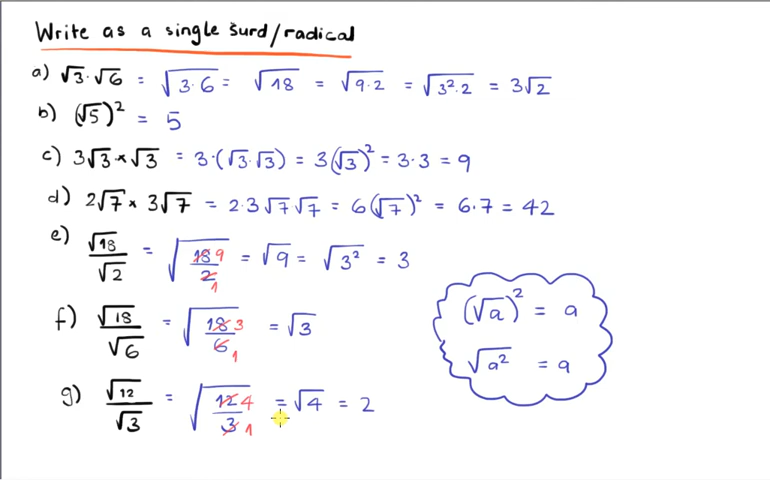 Write as a single surd/radical
a) √3·√6 = √3·6 = √18 = √9·2 = √3²·2 = 3√2
b) (√5)² = 5
c) 3√3 × √3 = 3·(√3·√3) = 3(√3)² = 3·3 = 9
d) 2√7 × 3√7 = 2·3√7√7 = 6(√7)² = 6·7 = 42
e) √18/√2 = √(18 9/2 1) = √9 = √3² = 3
f) √18/√6 = √(18 3/6 1) = √3
(√a)² = a
√a² = a
g) √12/√3 = √(12 4/3 1) = √4 = 2